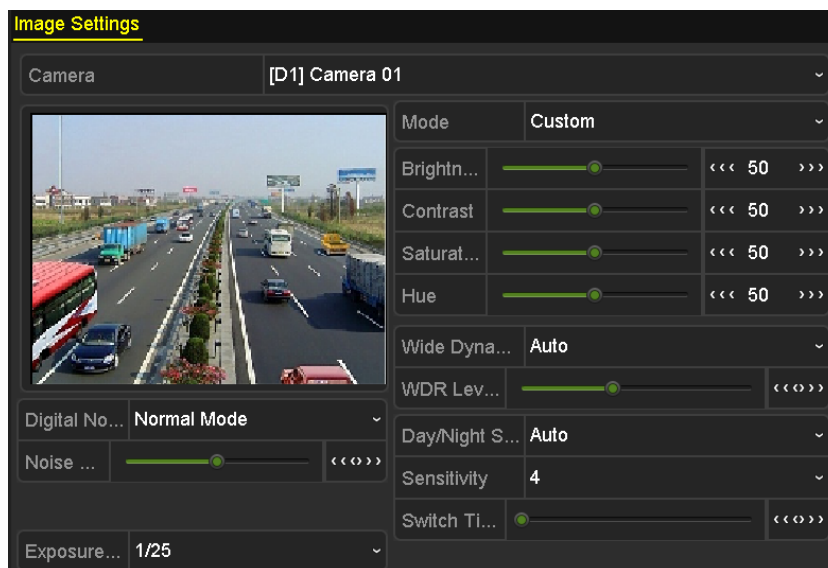 Image Settings
Camera [D1] Camera 01
Mode Custom
Brightn... ‹‹‹ 50 ›››
Contrast ‹‹‹ 50 ›››
Saturat... ‹‹‹ 50 ›››
Hue ‹‹‹ 50 ›››
Wide Dyna... Auto
WDR Lev...
Digital No... Normal Mode
Noise ...
Day/Night S... Auto
Sensitivity 4
Switch Ti...
Exposure... 1/25